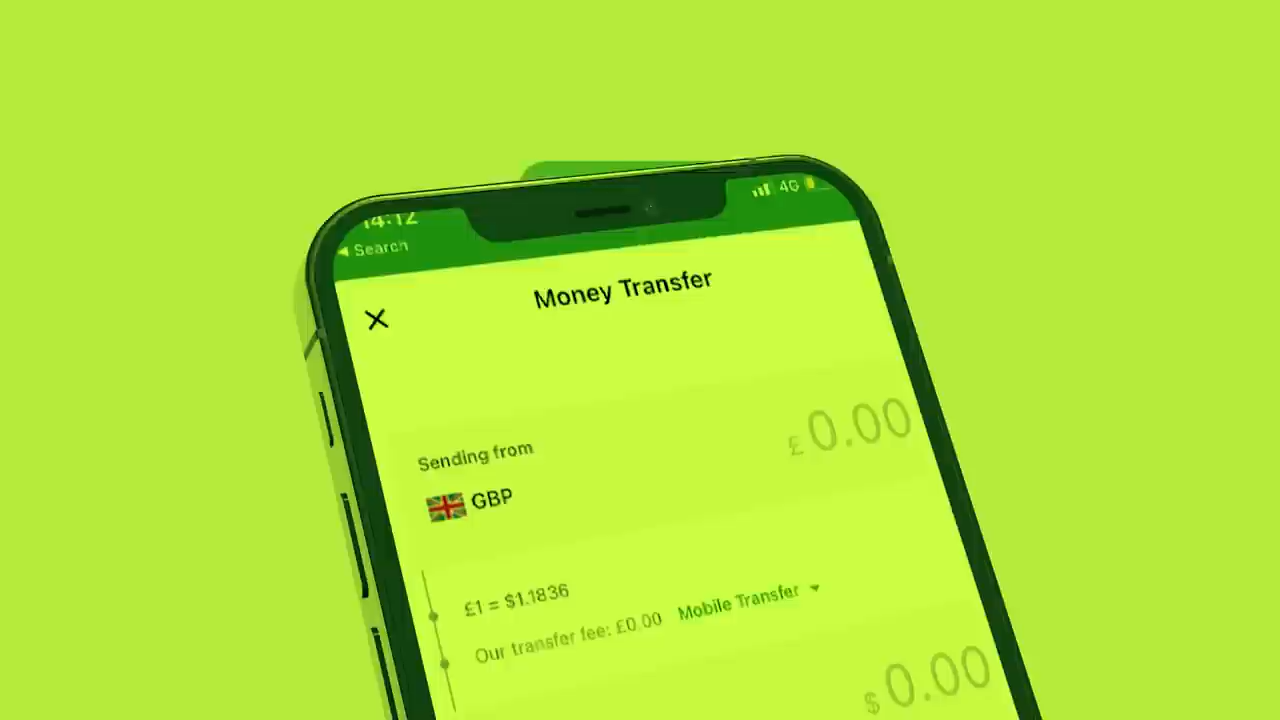 14:12
4G
◀ Search
Money Transfer
£ 0.00
Sending from
GBP
£1 = $1.1836
Our transfer fee: £0.00 Mobile Transfer
$ 0.00